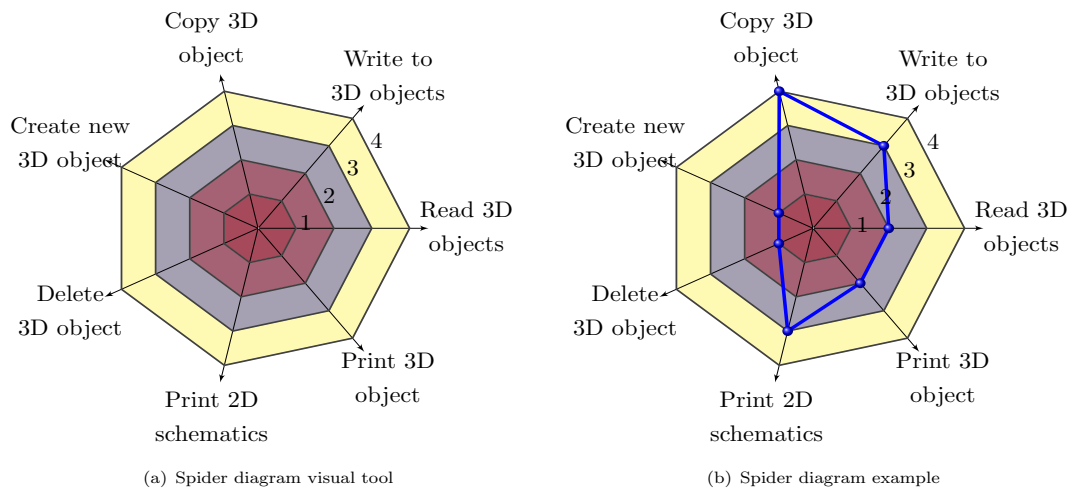 Copy 3D
object
Write to
3D objects
Create new
3D object
4
3
2
1
Read 3D
objects
Delete
3D object
Print 3D
object
Print 2D
schematics
(a) Spider diagram visual tool
Copy 3D
object
Write to
3D objects
Create new
3D object
4
3
2
1
Read 3D
objects
Delete
3D object
Print 3D
object
Print 2D
schematics
(b) Spider diagram example